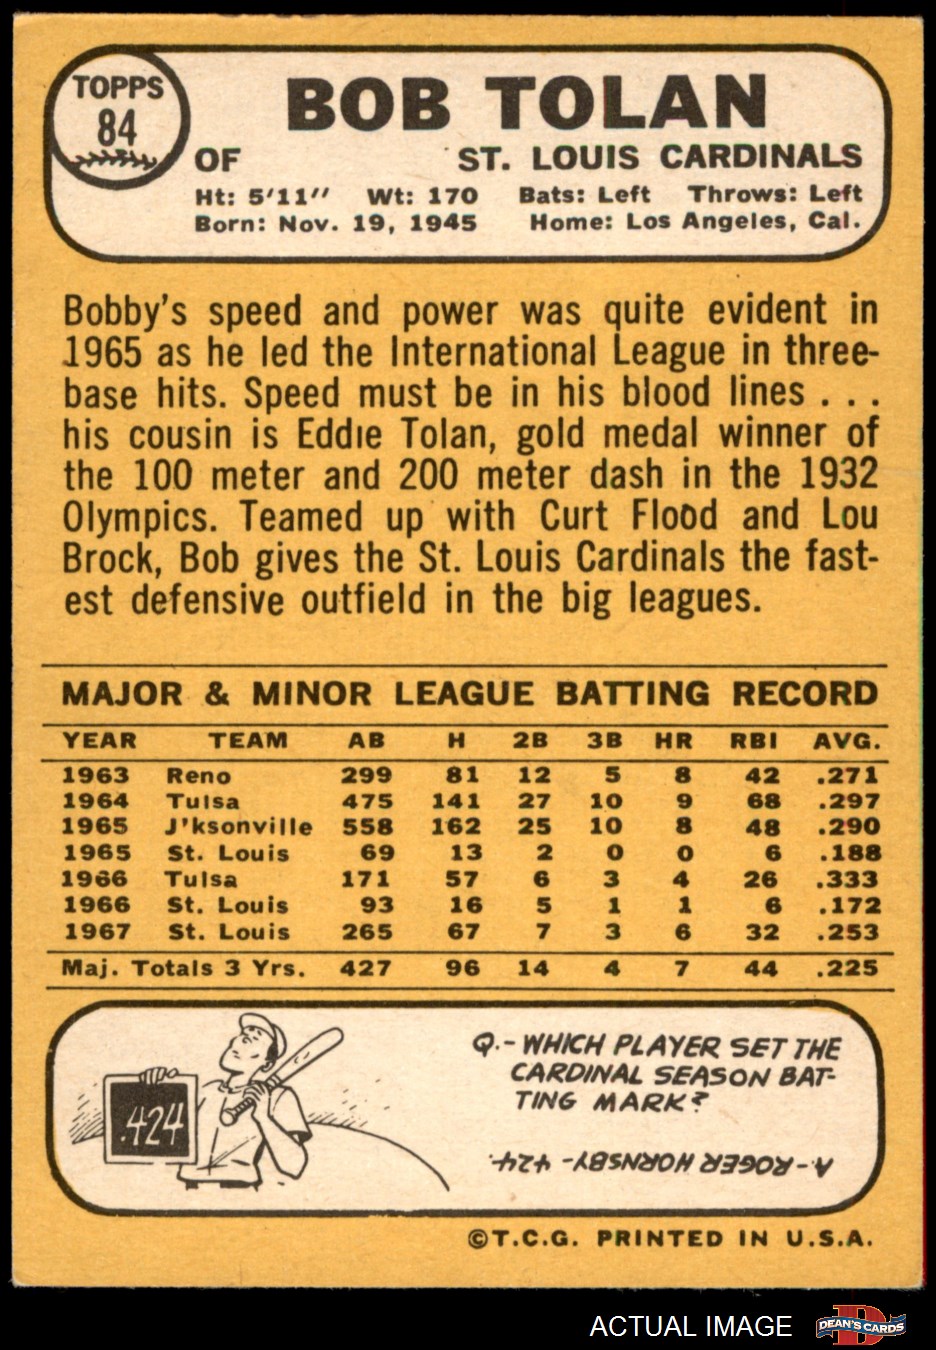 TOPPS
84
BOB TOLAN
OF ST. LOUIS CARDINALS
Ht: 5'11" Wt: 170 Bats: Left Throws: Left
Born: Nov. 19, 1945 Home: Los Angeles, Cal.
Bobby's speed and power was quite evident in
1965 as he led the International League in three-
base hits. Speed must be in his blood lines . . .
his cousin is Eddie Tolan, gold medal winner of
the 100 meter and 200 meter dash in the 1932
Olympics. Teamed up with Curt Flood and Lou
Brock, Bob gives the St. Louis Cardinals the fast-
est defensive outfield in the big leagues.
MAJOR & MINOR LEAGUE BATTING RECORD
YEAR TEAM AB H 2B 3B HR RBI AVG.
1963 Reno 299 81 12 5 8 42 .271
1964 Tulsa 475 141 27 10 9 68 .297
1965 J'ksonville 558 162 25 10 8 48 .290
1965 St. Louis 69 13 2 0 0 6 .188
1966 Tulsa 171 57 6 3 4 26 .333
1966 St. Louis 93 16 5 1 1 6 .172
1967 St. Louis 265 67 7 3 6 32 .253
Maj. Totals 3 Yrs. 427 96 14 4 7 44 .225
.424
Q.- WHICH PLAYER SET THE
CARDINAL SEASON BAT-
TING MARK?
A.- ROGER HORNSBY - .424.
©T.C.G. PRINTED IN U.S.A.
ACTUAL IMAGE
D
DEAN'S CARDS